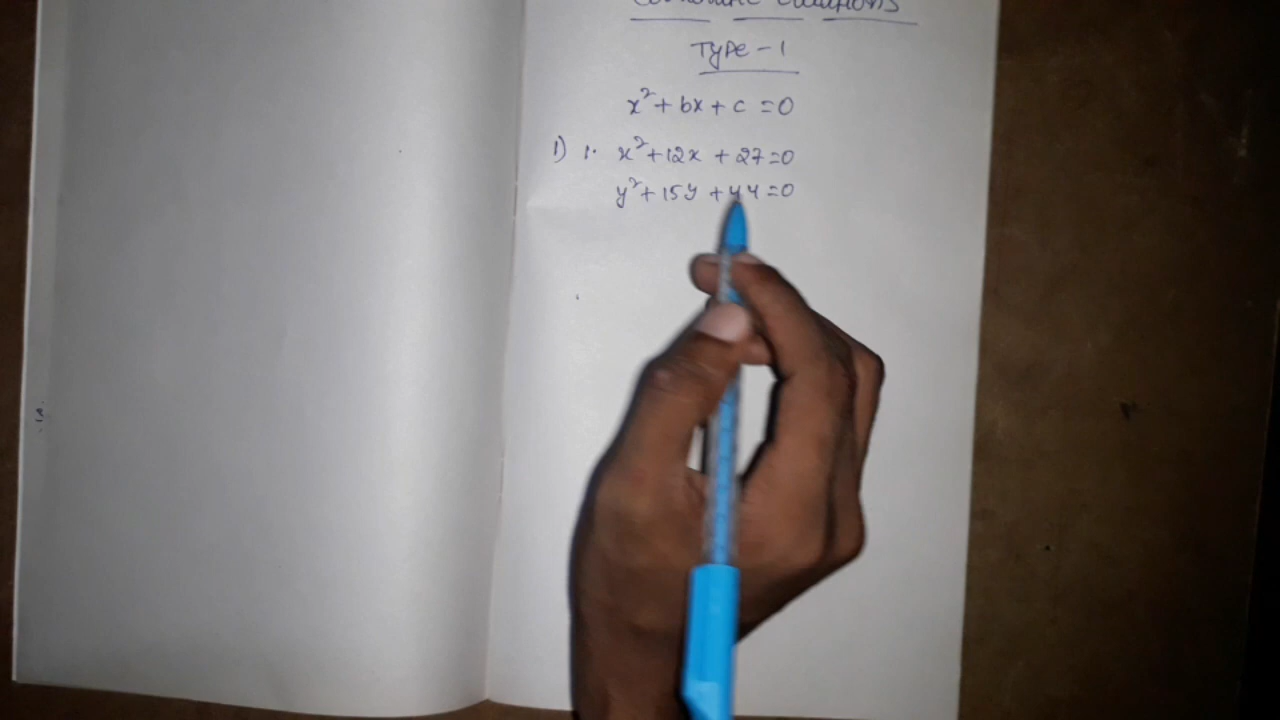 Type-1
x²+bx+c=0
1) 1. x²+12x+27=0
y²+15y+44=0